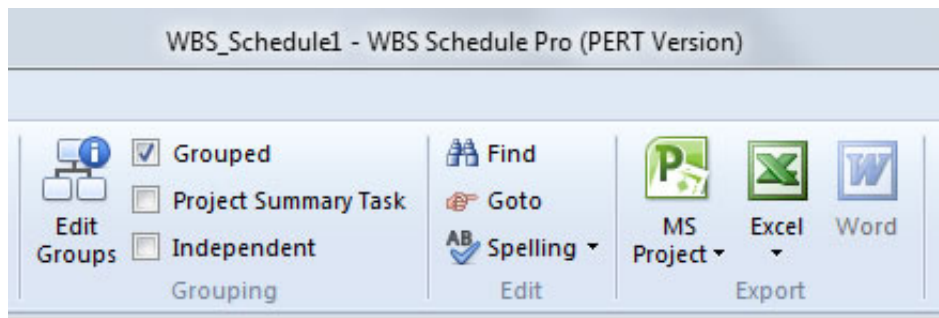 WBS_Schedule1 - WBS Schedule Pro (PERT Version)
Edit Groups
Grouped
Project Summary Task
Independent
Grouping
Find
Goto
ABC Spelling
Edit
MS Project
Excel
Word
Export